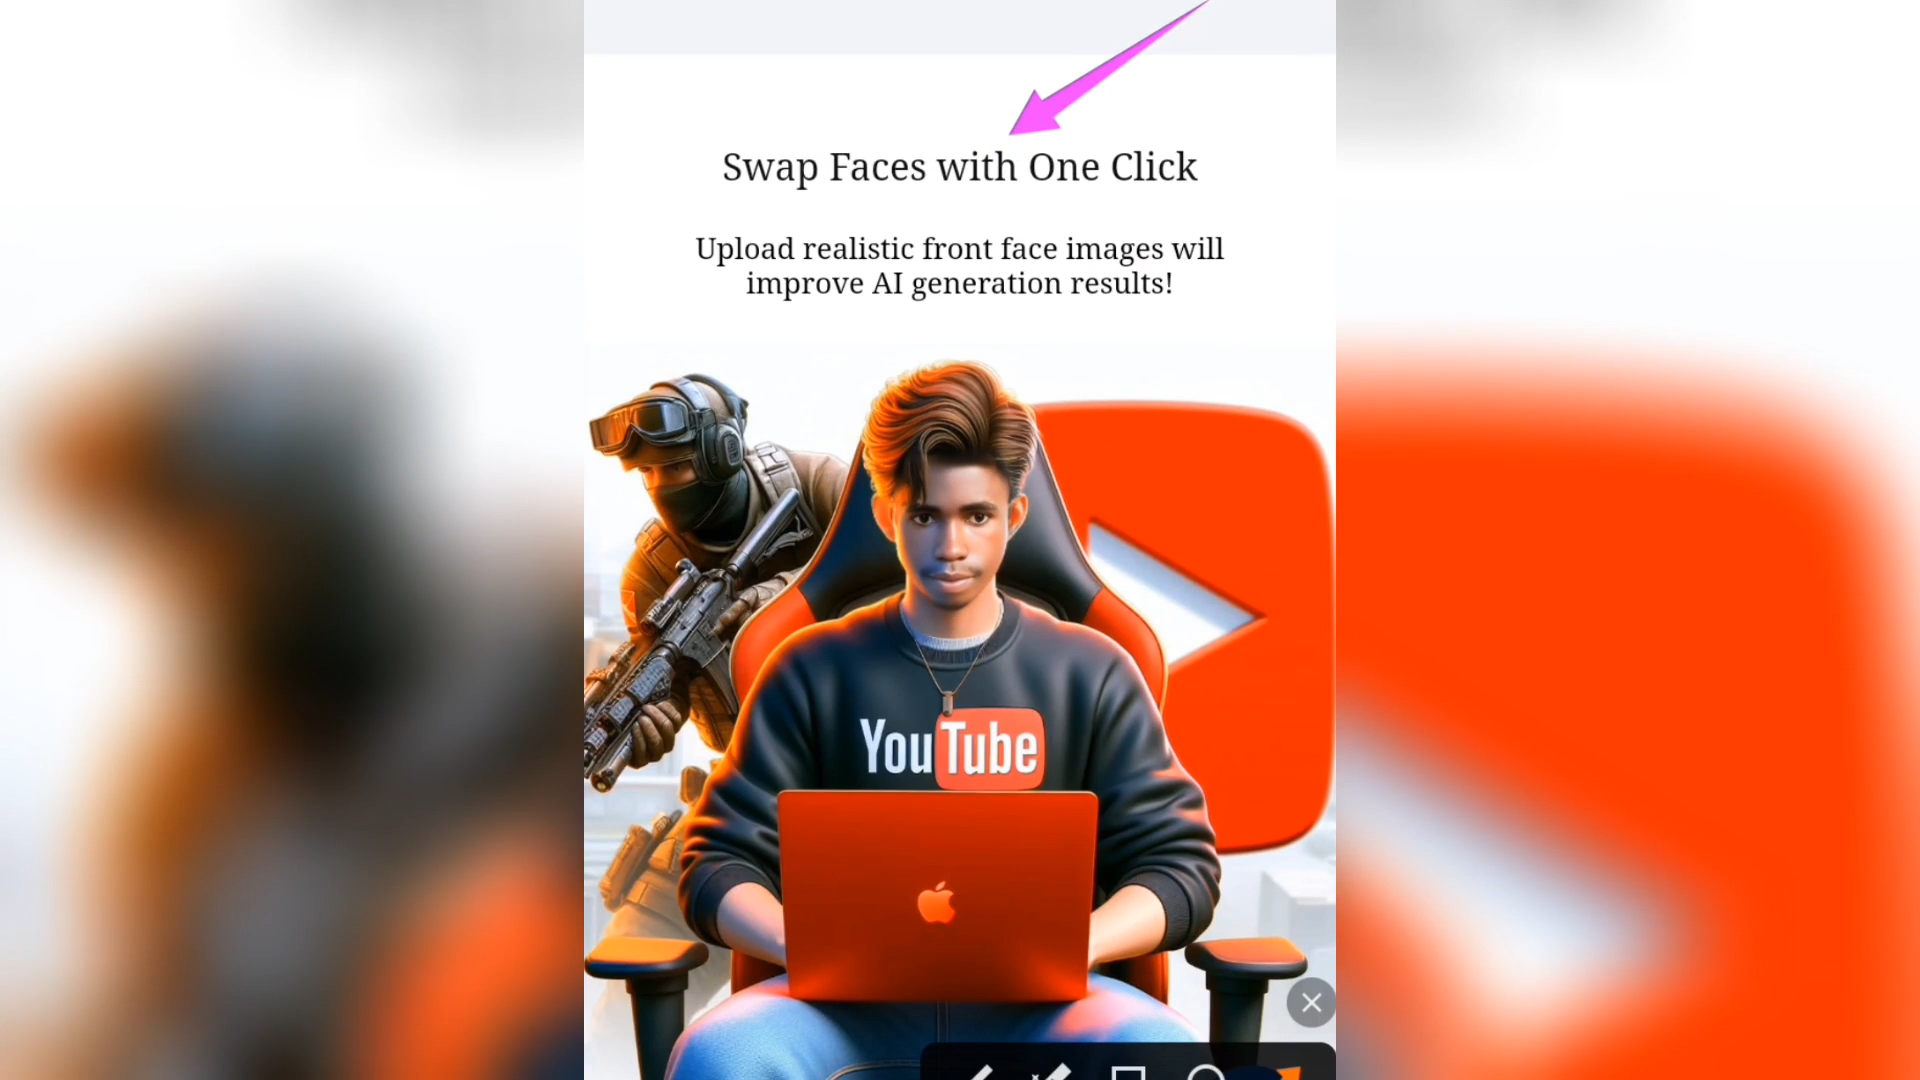 Swap Faces with One Click
Upload realistic front face images will
improve AI generation results!
YouTube